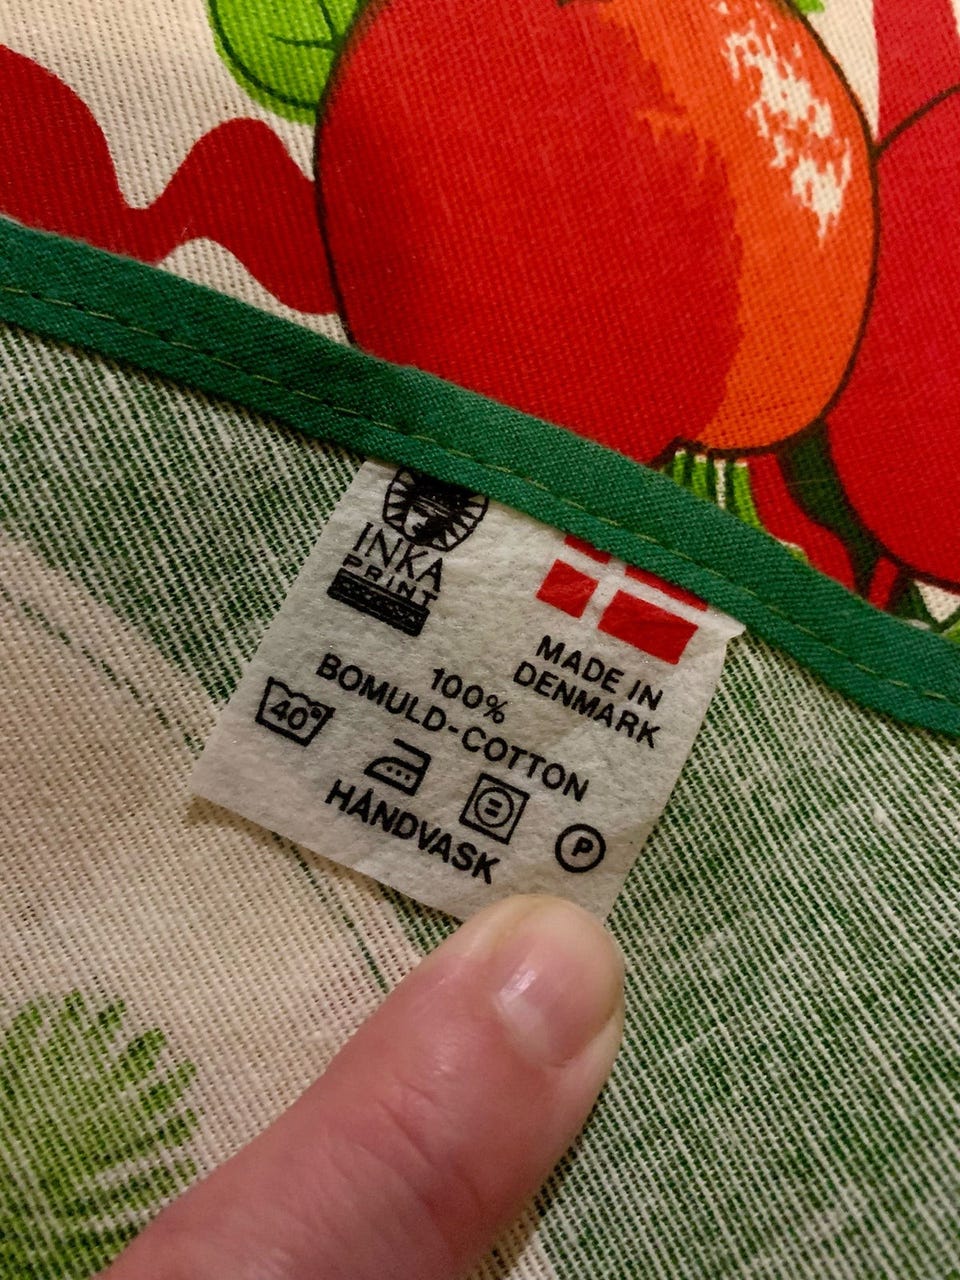 INKA
PRINT
MADE IN
DENMARK
100%
BOMULD-COTTON
40°
HÅNDVASK
P